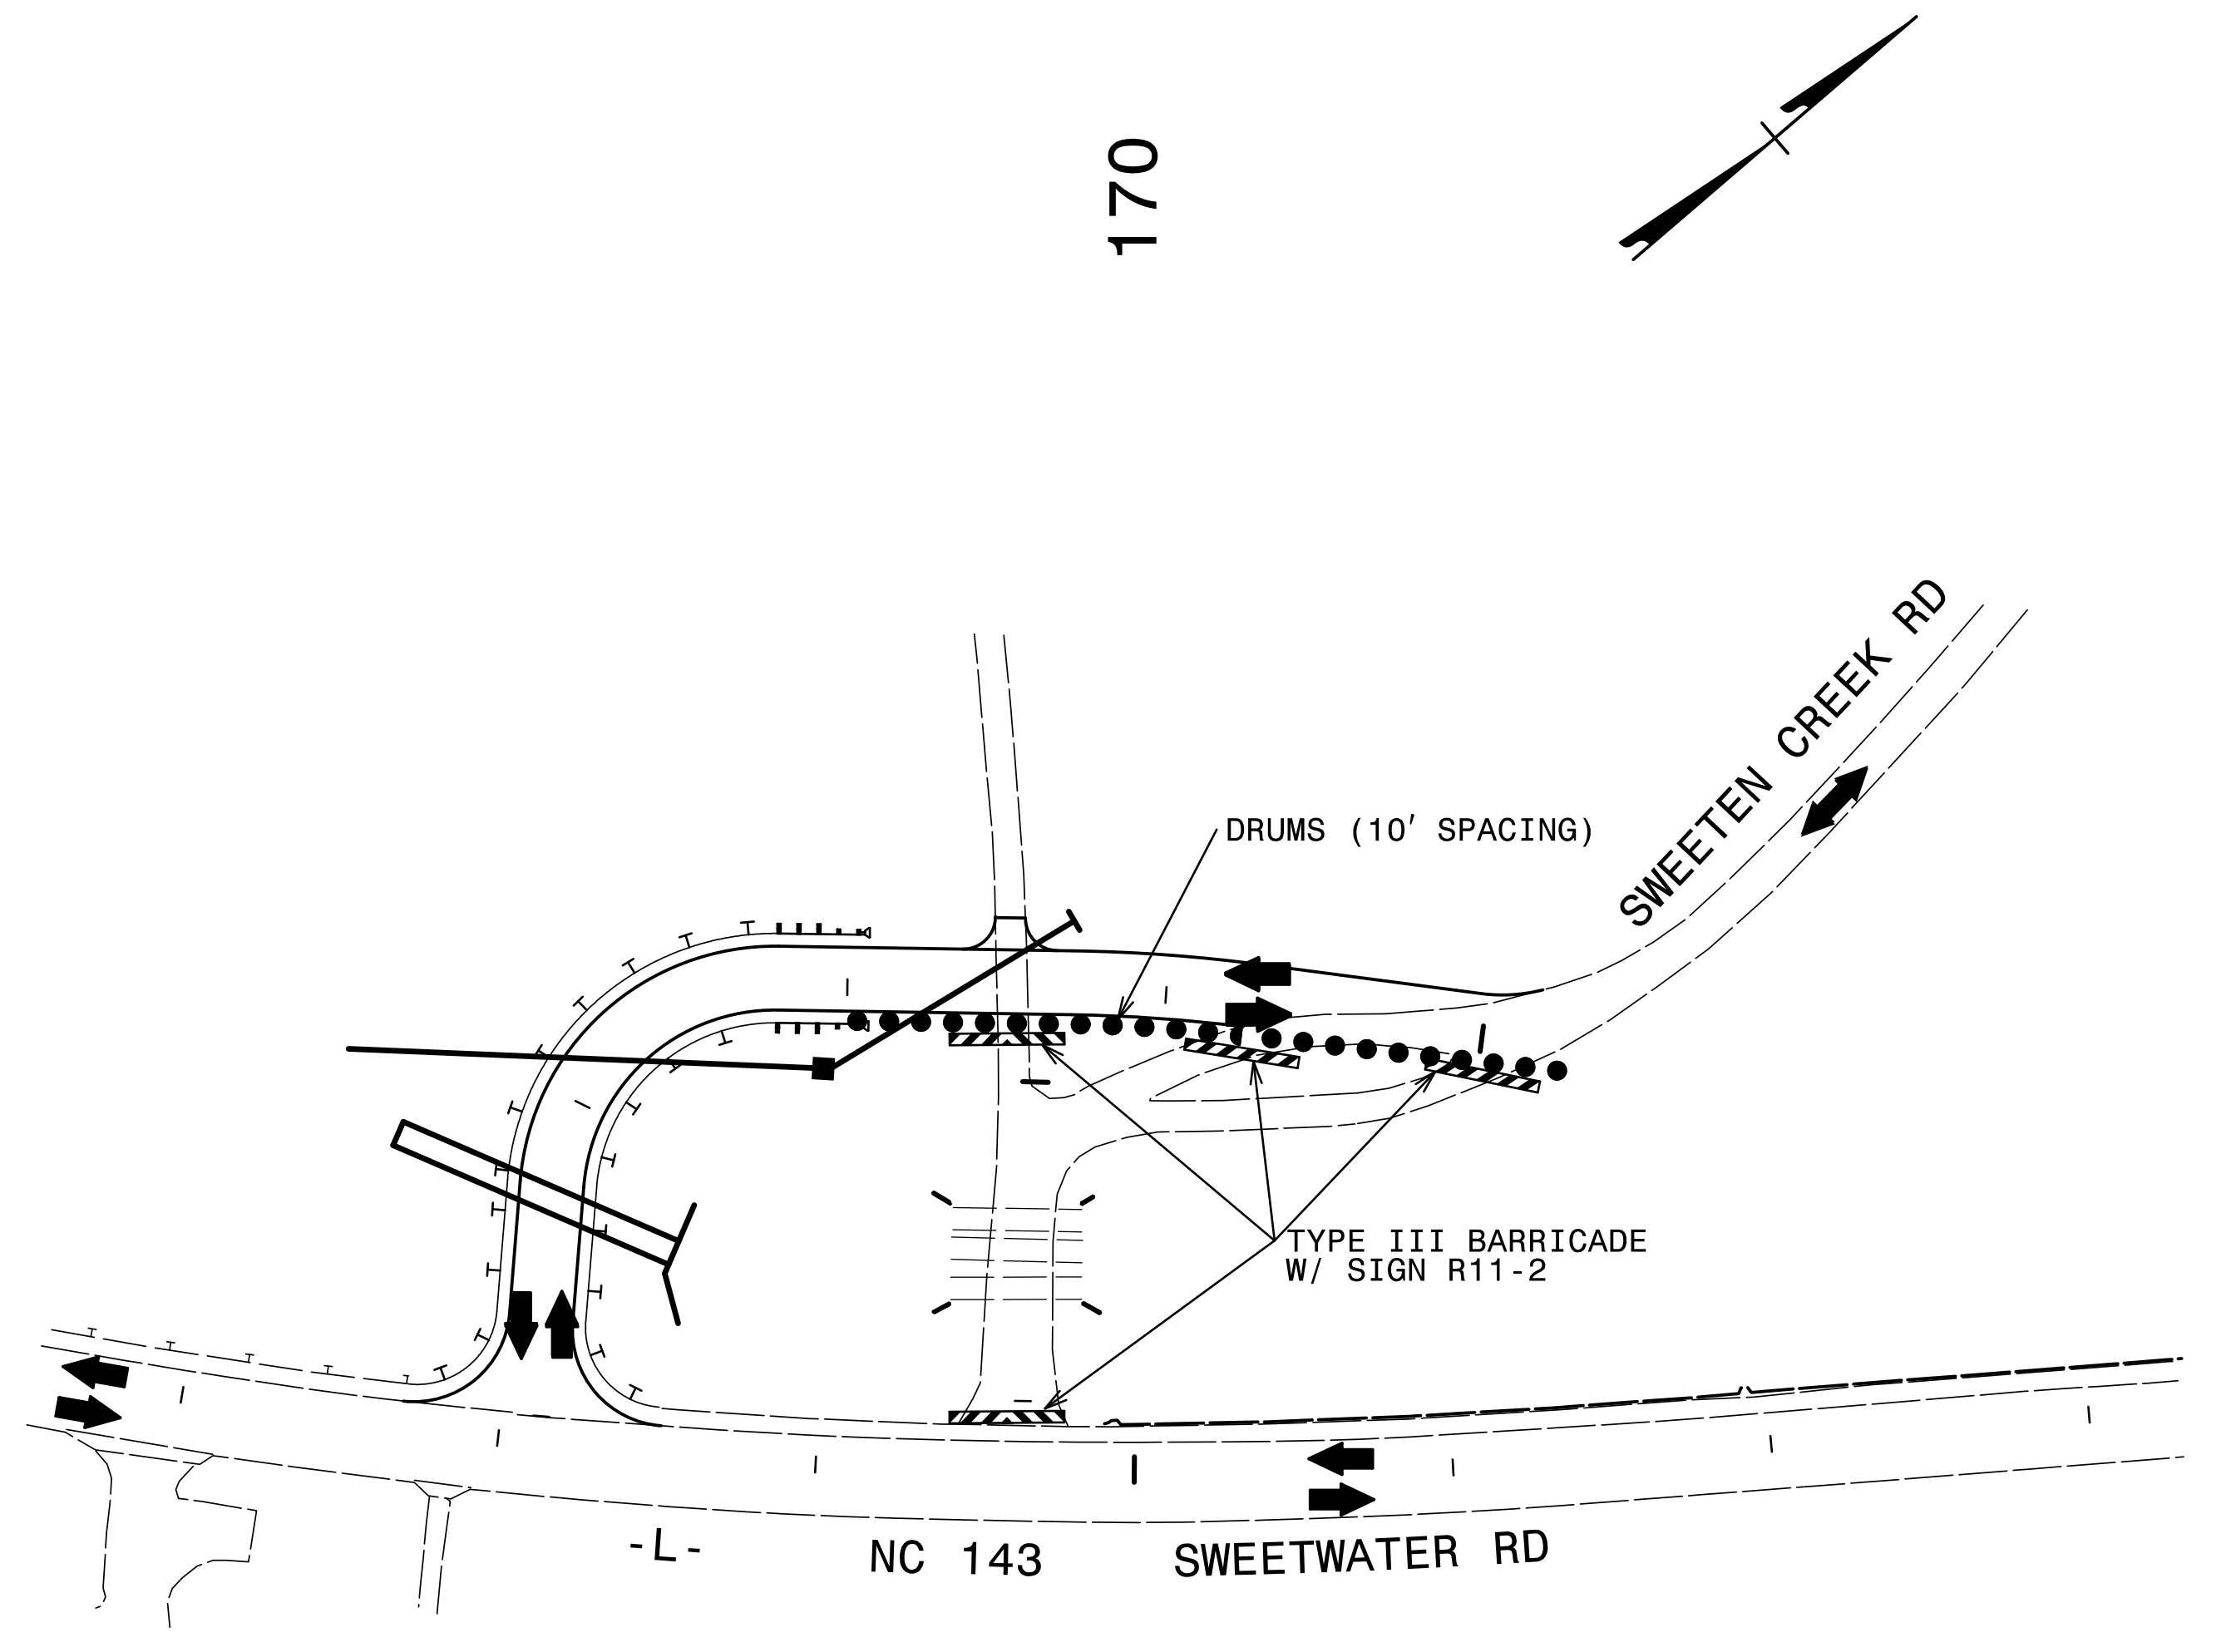 170
SWEETEN CREEK RD
DRUMS (10' SPACING)
TYPE III BARRICADE
W/ SIGN R11-2
-L-
NC 143
SWEETWATER RD